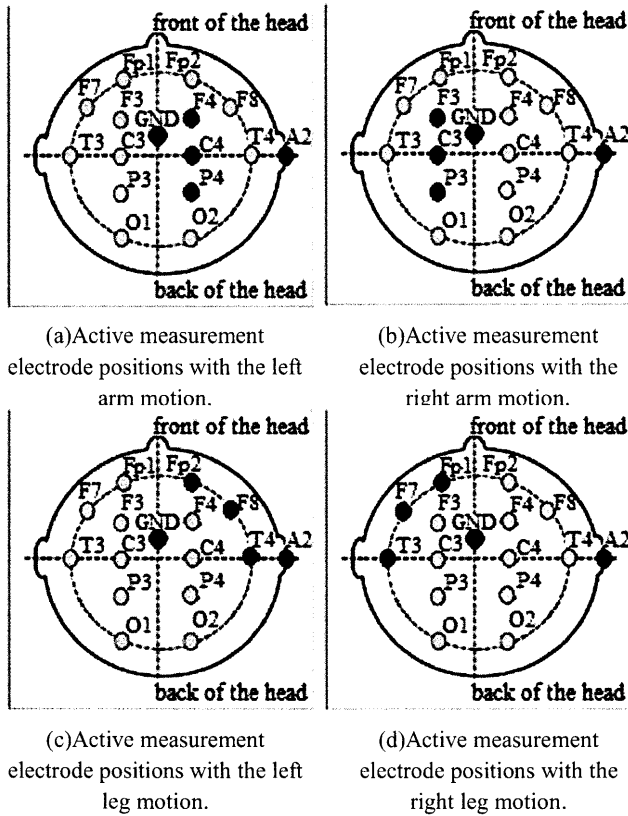 front of the head
Fp1 Fp2
F7 F3 F4 F8
GND
T3 C3 C4 T4 A2
P3 P4
O1 O2
back of the head
(a)Active measurement
electrode positions with the left
arm motion.
front of the head
Fp1 Fp2
F7 F3 F4 F8
GND
T3 C3 C4 T4 A2
P3 P4
O1 O2
back of the head
(b)Active measurement
electrode positions with the
right arm motion.
front of the head
Fp1 Fp2
F7 F3 F4 F8
GND
T3 C3 C4 T4 A2
P3 P4
O1 O2
back of the head
(c)Active measurement
electrode positions with the left
leg motion.
front of the head
Fp1 Fp2
F7 F3 F4 F8
GND
T3 C3 C4 T4 A2
P3 P4
O1 O2
back of the head
(d)Active measurement
electrode positions with the
right leg motion.